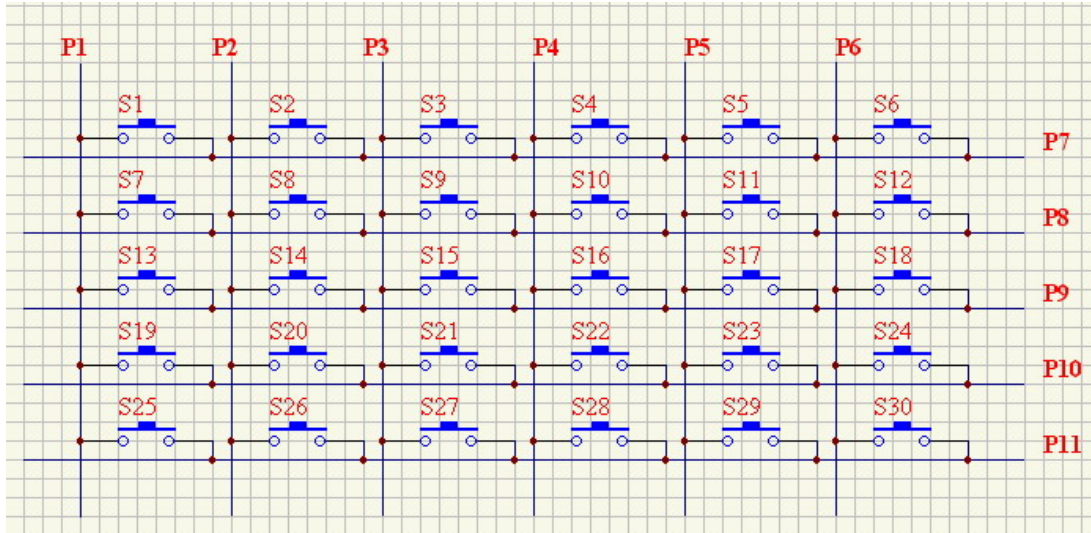 P1 P2 P3 P4 P5 P6
S1 S2 S3 S4 S5 S6
P7
S7 S8 S9 S10 S11 S12
P8
S13 S14 S15 S16 S17 S18
P9
S19 S20 S21 S22 S23 S24
P10
S25 S26 S27 S28 S29 S30
P11